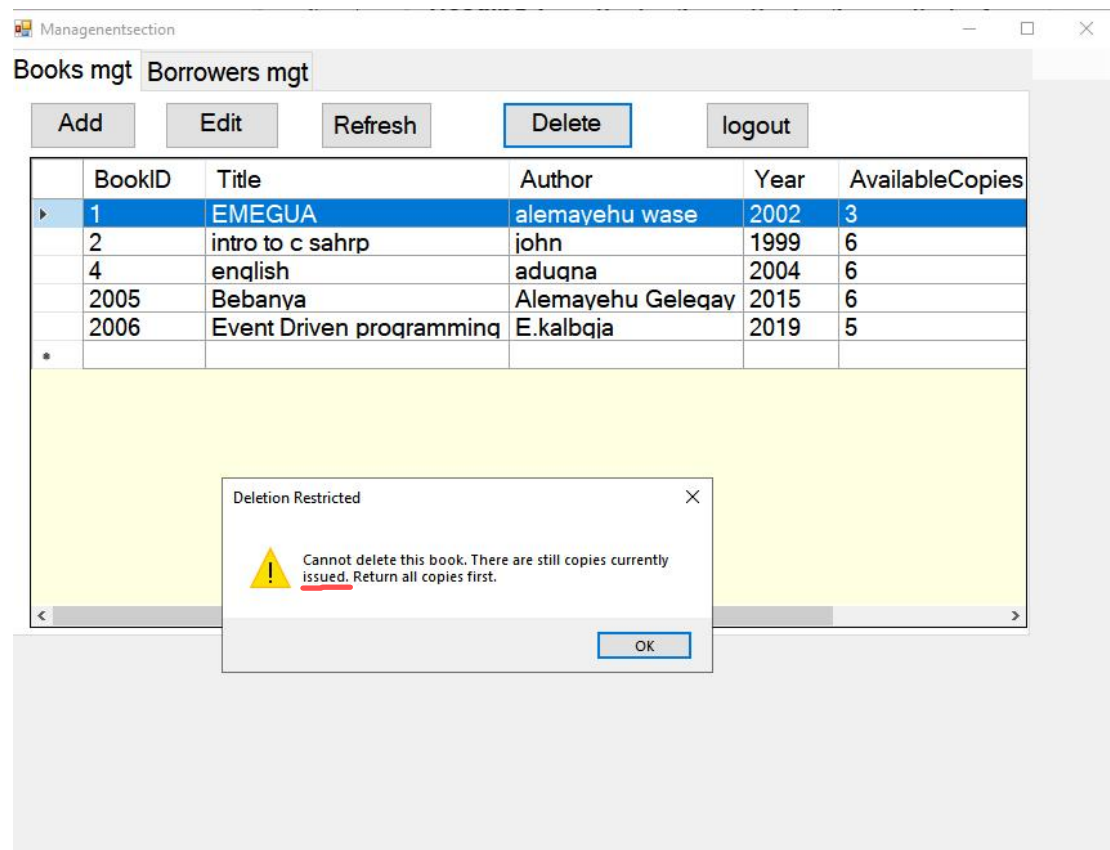 Managenentsection
Books mgt Borrowers mgt
Add Edit Refresh Delete logout
BookID Title Author Year AvailableCopies
1 EMEGUA alemayehu wase 2002 3
2 intro to c sahrp john 1999 6
4 english adugna 2004 6
2005 Bebanya Alemayehu Gelegay 2015 6
2006 Event Driven programming E.kalbgja 2019 5
Deletion Restricted
Cannot delete this book. There are still copies currently
issued. Return all copies first.
OK